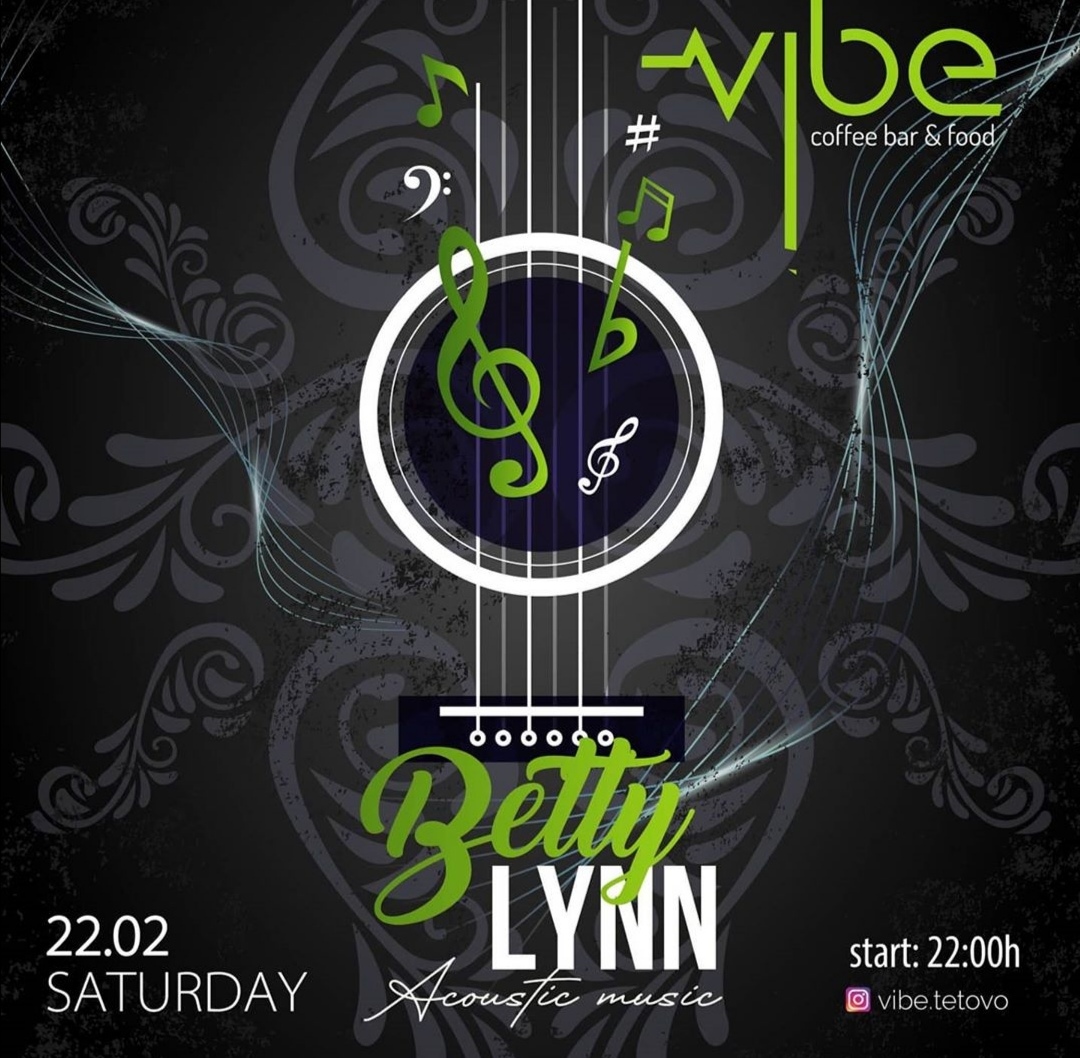 vibe
coffee bar & food
#
Betty
LYNN
Acoustic music
22.02
SATURDAY
start: 22:00h
vibe.tetovo